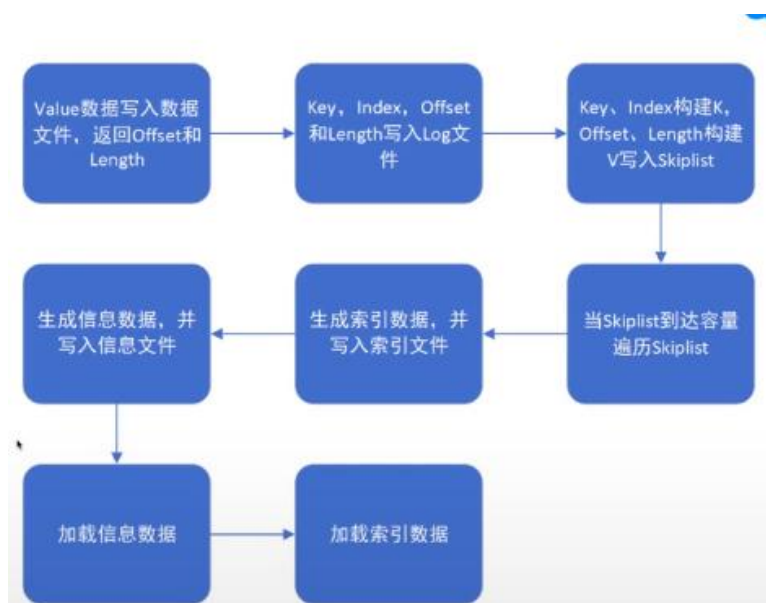 Value数据写入数据
文件，返回Offset和
Length
Key，Index，Offset
和Length写入Log文
件
Key、Index构建K，
Offset、Length构建
V写入Skiplist
当Skiplist到达容量
遍历Skiplist
生成索引数据，并
写入索引文件
生成信息数据，并
写入信息文件
加载信息数据
加载索引数据